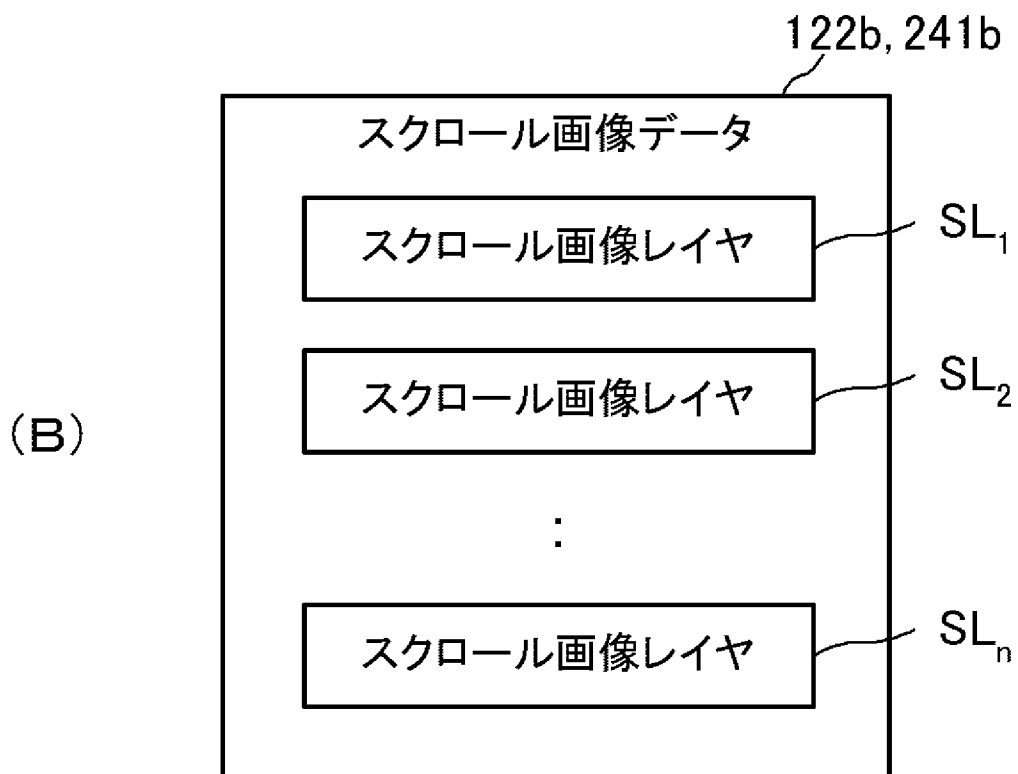 122b, 241b
スクロール画像データ
スクロール画像レイヤ SL₁
スクロール画像レイヤ SL₂
(B)
:
スクロール画像レイヤ SLₙ